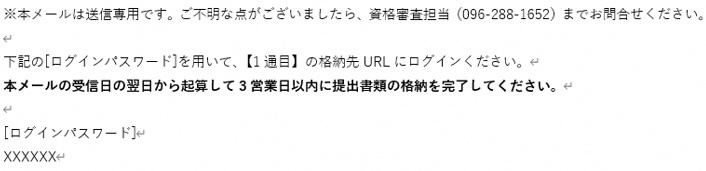 ※本メールは送信専用です。ご不明な点がございましたら、資格審査担当（096-288-1652）までお問合せください。
↵
下記の[ログインパスワード]を用いて、【1 通目】の格納先 URL にログインください。↵
本メールの受信日の翌日から起算して 3 営業日以内に提出書類の格納を完了してください。↵
↵
[ログインパスワード]↵
XXXXXX↵